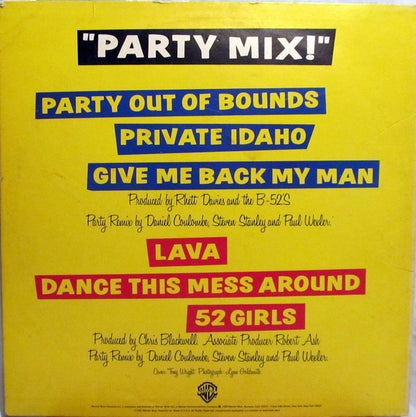 "PARTY MIX!"
PARTY OUT OF BOUNDS
PRIVATE IDAHO
GIVE ME BACK MY MAN
Produced by Rhett Davies and the B-52'S
Party Remix by Daniel Coulombe, Steven Stanley and Paul Wexler.
LAVA
DANCE THIS MESS AROUND
52 GIRLS
Produced by Chris Blackwell. Associate Producer Robert Ash
Party Remix by Daniel Coulombe, Steven Stanley and Paul Wexler.
Cover: Tony Wright. Photograph: Lynn Goldsmith.